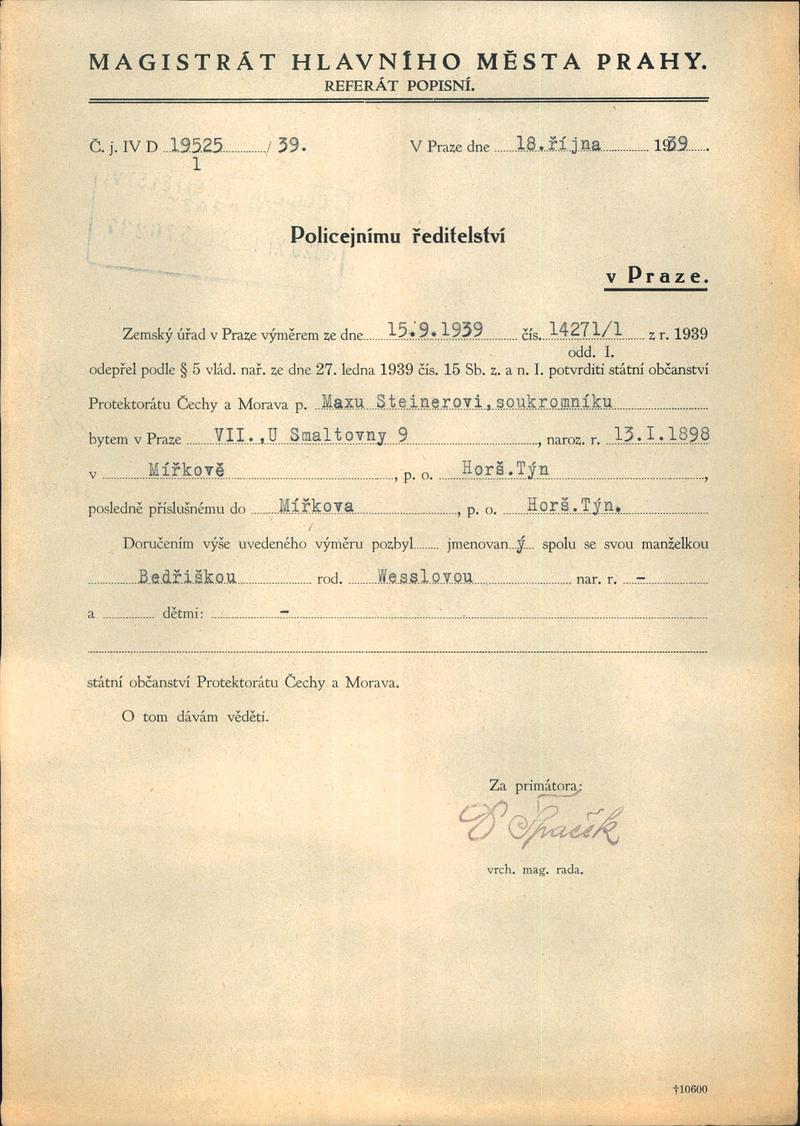 MAGISTRÁT HLAVNÍHO MĚSTA PRAHY.
REFERÁT POPISNÍ.
Č. j. IV D 19525 / 39.
1
V Praze dne 18. října 1939.
Policejnímu ředitelství
v Praze.
Zemský úřad v Praze výměrem ze dne 15.9.1939 čís. 14271/1 z r. 1939
odd. I.
odepřel podle § 5 vlád. nař. ze dne 27. ledna 1939 čís. 15 Sb. z. a n. I. potvrditi státní občanství
Protektorátu Čechy a Morava p. Maxu Steinerovi, soukromníku
bytem v Praze VII., U Smaltovny 9, naroz. r. 13.I.1898
v Mířkově, p. o. Horš.Týn,
posledně příslušnému do Mířkova, p. o. Horš.Týn.
Doručením výše uvedeného výměru pozbyl jmenovaný spolu se svou manželkou
Bedřiškou rod. Wesslovou nar. r. -
a dětmi: -
státní občanství Protektorátu Čechy a Morava.
O tom dávám věděti.
Za primátora:
Špaček
vrch. mag. rada.
†10600